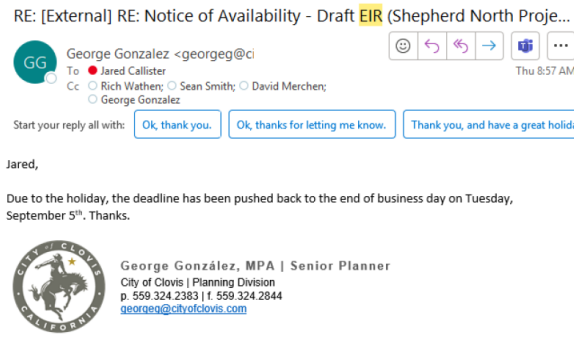 RE: [External] RE: Notice of Availability - Draft EIR (Shepherd North Proje...
GG
George Gonzalez <georgeg@ci
To Jared Callister
Thu 8:57 AM
Cc Rich Wathen; Sean Smith; David Merchen;
George Gonzalez
Start your reply all with: Ok, thank you. Ok, thanks for letting me know. Thank you, and have a great holida
Jared,
Due to the holiday, the deadline has been pushed back to the end of business day on Tuesday,
September 5th. Thanks.
CITY of CLOVIS
CALIFORNIA
George González, MPA | Senior Planner
City of Clovis | Planning Division
p. 559.324.2383 | f. 559.324.2844
georgeg@cityofclovis.com